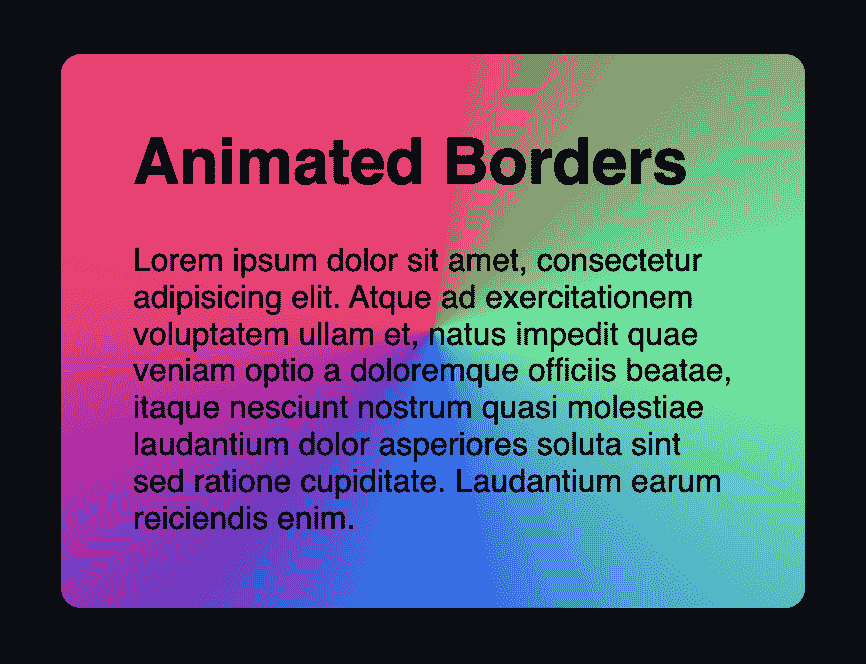 Animated Borders
Lorem ipsum dolor sit amet, consectetur
adipisicing elit. Atque ad exercitationem
voluptatem ullam et, natus impedit quae
veniam optio a doloremque officiis beatae,
itaque nesciunt nostrum quasi molestiae
laudantium dolor asperiores soluta sint
sed ratione cupiditate. Laudantium earum
reiciendis enim.